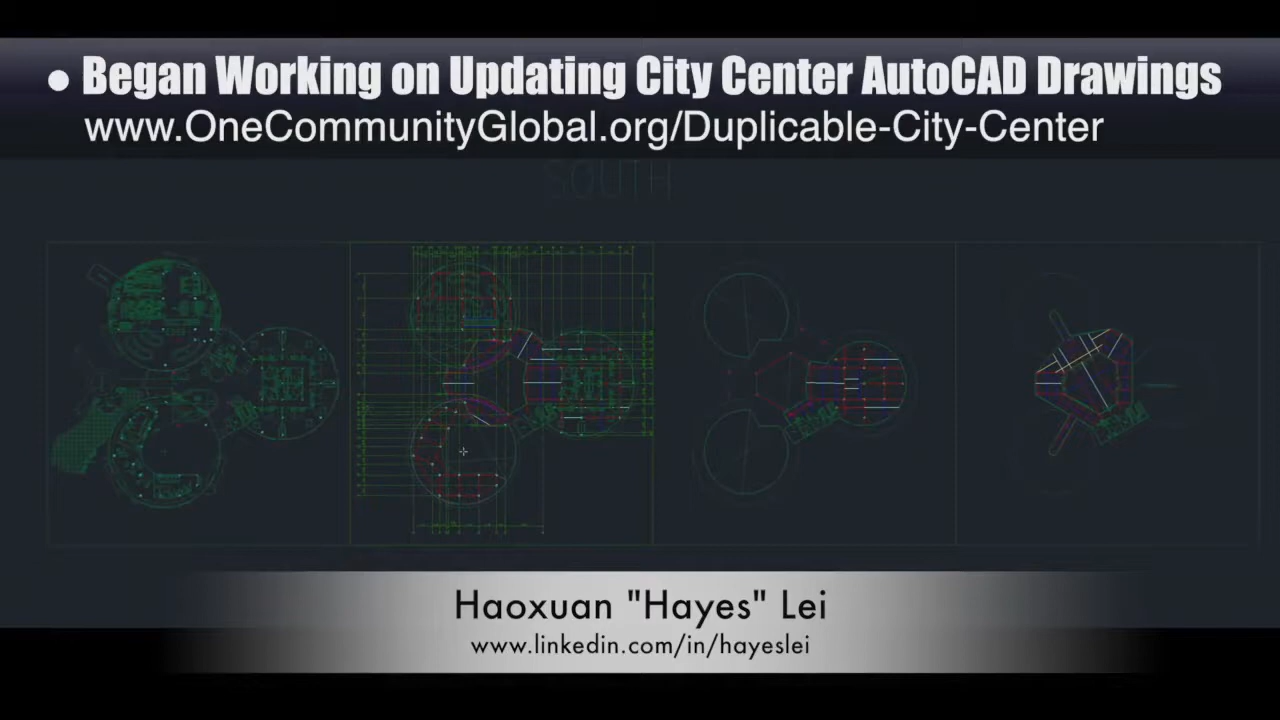 • Began Working on Updating City Center AutoCAD Drawings
www.OneCommunityGlobal.org/Duplicable-City-Center
SOUTH
Haoxuan "Hayes" Lei
www.linkedin.com/in/hayeslei